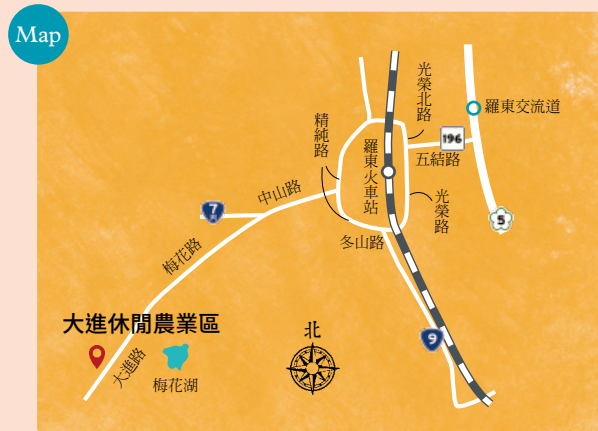 Map
光榮北路
羅東交流道
精純路
196
羅東火車站
五結路
中山路
光榮路
7
5
冬山路
梅花路
大進休閒農業區
北
9
大進路
梅花湖